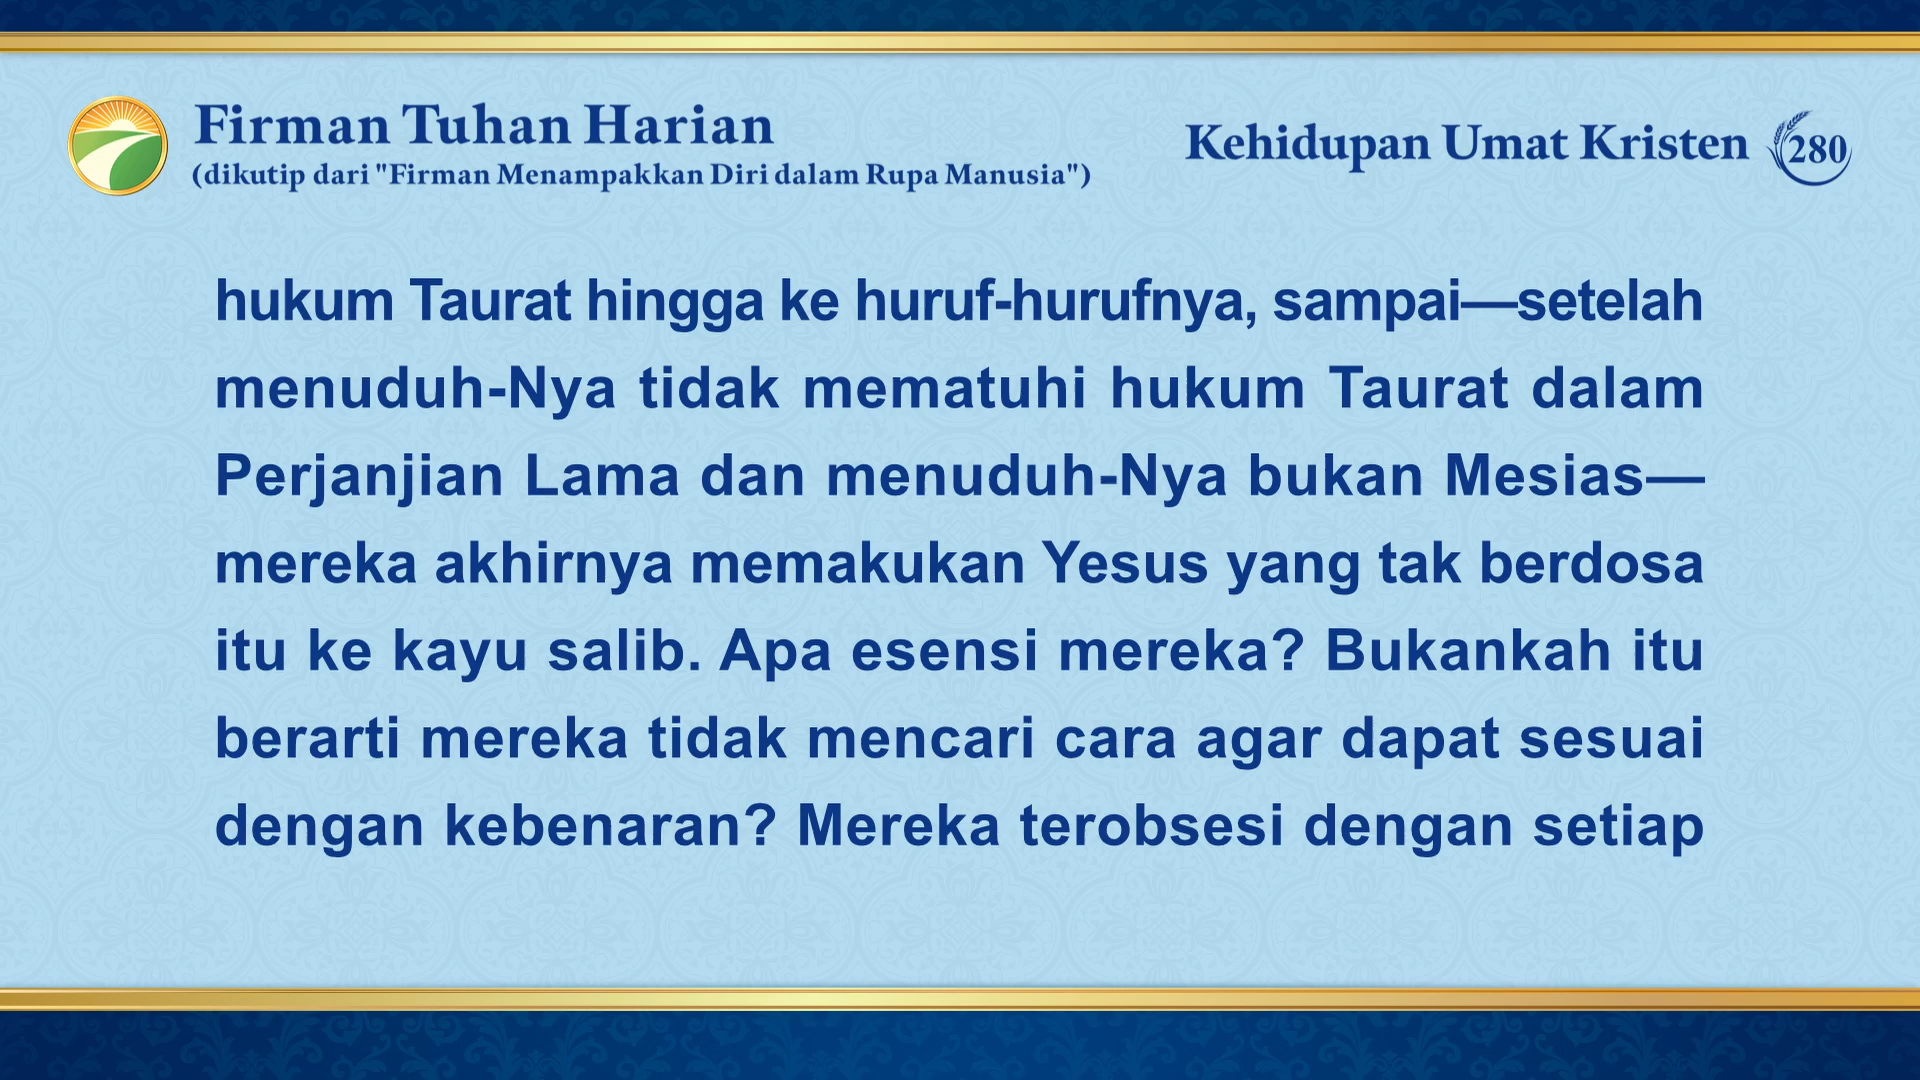 Firman Tuhan Harian
(dikutip dari "Firman Menampakkan Diri dalam Rupa Manusia")
Kehidupan Umat Kristen 280
hukum Taurat hingga ke huruf-hurufnya, sampai—setelah
menuduh-Nya tidak mematuhi hukum Taurat dalam
Perjanjian Lama dan menuduh-Nya bukan Mesias—
mereka akhirnya memakukan Yesus yang tak berdosa
itu ke kayu salib. Apa esensi mereka? Bukankah itu
berarti mereka tidak mencari cara agar dapat sesuai
dengan kebenaran? Mereka terobsesi dengan setiap